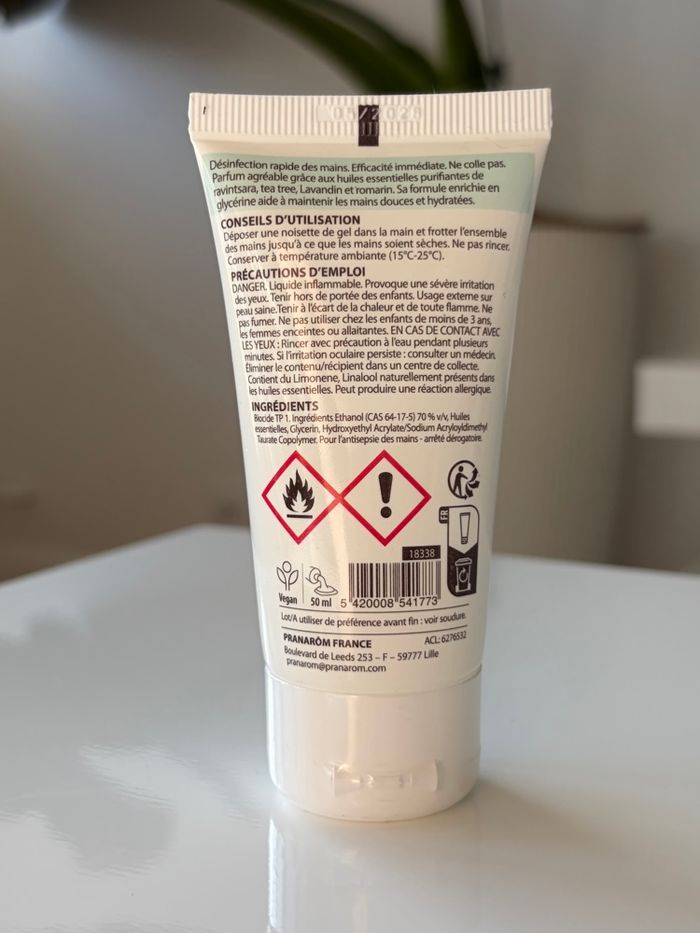 05/2026
Désinfection rapide des mains. Efficacité immédiate. Ne colle pas.
Parfum agréable grâce aux huiles essentielles purifiantes de
ravintsara, tea tree, Lavandin et romarin. Sa formule enrichie en
glycérine aide à maintenir les mains douces et hydratées.
CONSEILS D'UTILISATION
Déposer une noisette de gel dans la main et frotter l'ensemble
des mains jusqu'à ce que les mains soient sèches. Ne pas rincer.
Conserver à température ambiante (15°C-25°C).
PRÉCAUTIONS D'EMPLOI
DANGER. Liquide inflammable. Provoque une sévère irritation
des yeux. Tenir hors de portée des enfants. Usage externe sur
peau saine.Tenir à l'écart de la chaleur et de toute flamme. Ne
pas fumer. Ne pas utiliser chez les enfants de moins de 3 ans,
les femmes enceintes ou allaitantes. EN CAS DE CONTACT AVEC
LES YEUX : Rincer avec précaution à l'eau pendant plusieurs
minutes. Si l'irritation oculaire persiste : consulter un médecin.
Éliminer le contenu/récipient dans un centre de collecte.
Contient du Limonene, Linalool naturellement présents dans
les huiles essentielles. Peut produire une réaction allergique.
INGRÉDIENTS
Biocide TP 1. Ingrédients Ethanol (CAS 64-17-5) 70 % v/v, Huiles
essentielles, Glycerin, Hydroxyethyl Acrylate/Sodium Acryloyldimethyl
Taurate Copolymer. Pour l'antisepsie des mains - arrêté dérogatoire.
FR
18338
Vegan
50 ml
5 420008 541773
Lot/A utiliser de préférence avant fin : voir soudure.
PRANARŌM FRANCE
ACL: 6276532
Boulevard de Leeds 253 – F – 59777 Lille
pranarom@pranarom.com